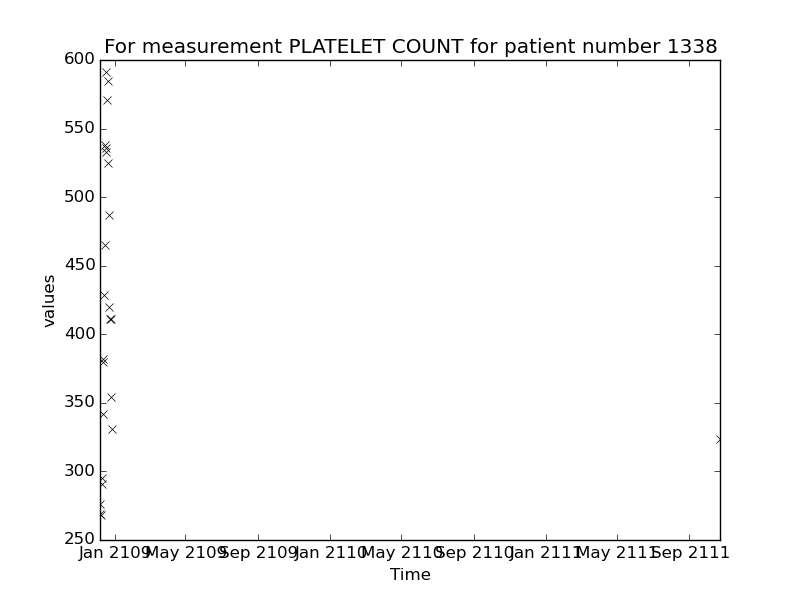 For measurement PLATELET COUNT for patient number 1338
600
550
500
450
400
350
300
250
values
Jan 2109 May 2109 Sep 2109 Jan 2110 May 2110 Sep 2110 Jan 2111 May 2111 Sep 2111
Time